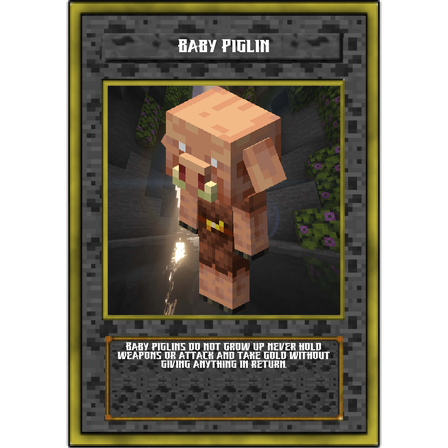 Baby Piglin
Baby piglins do not grow up never hold
weapons or attack and take gold without
giving anything in return.